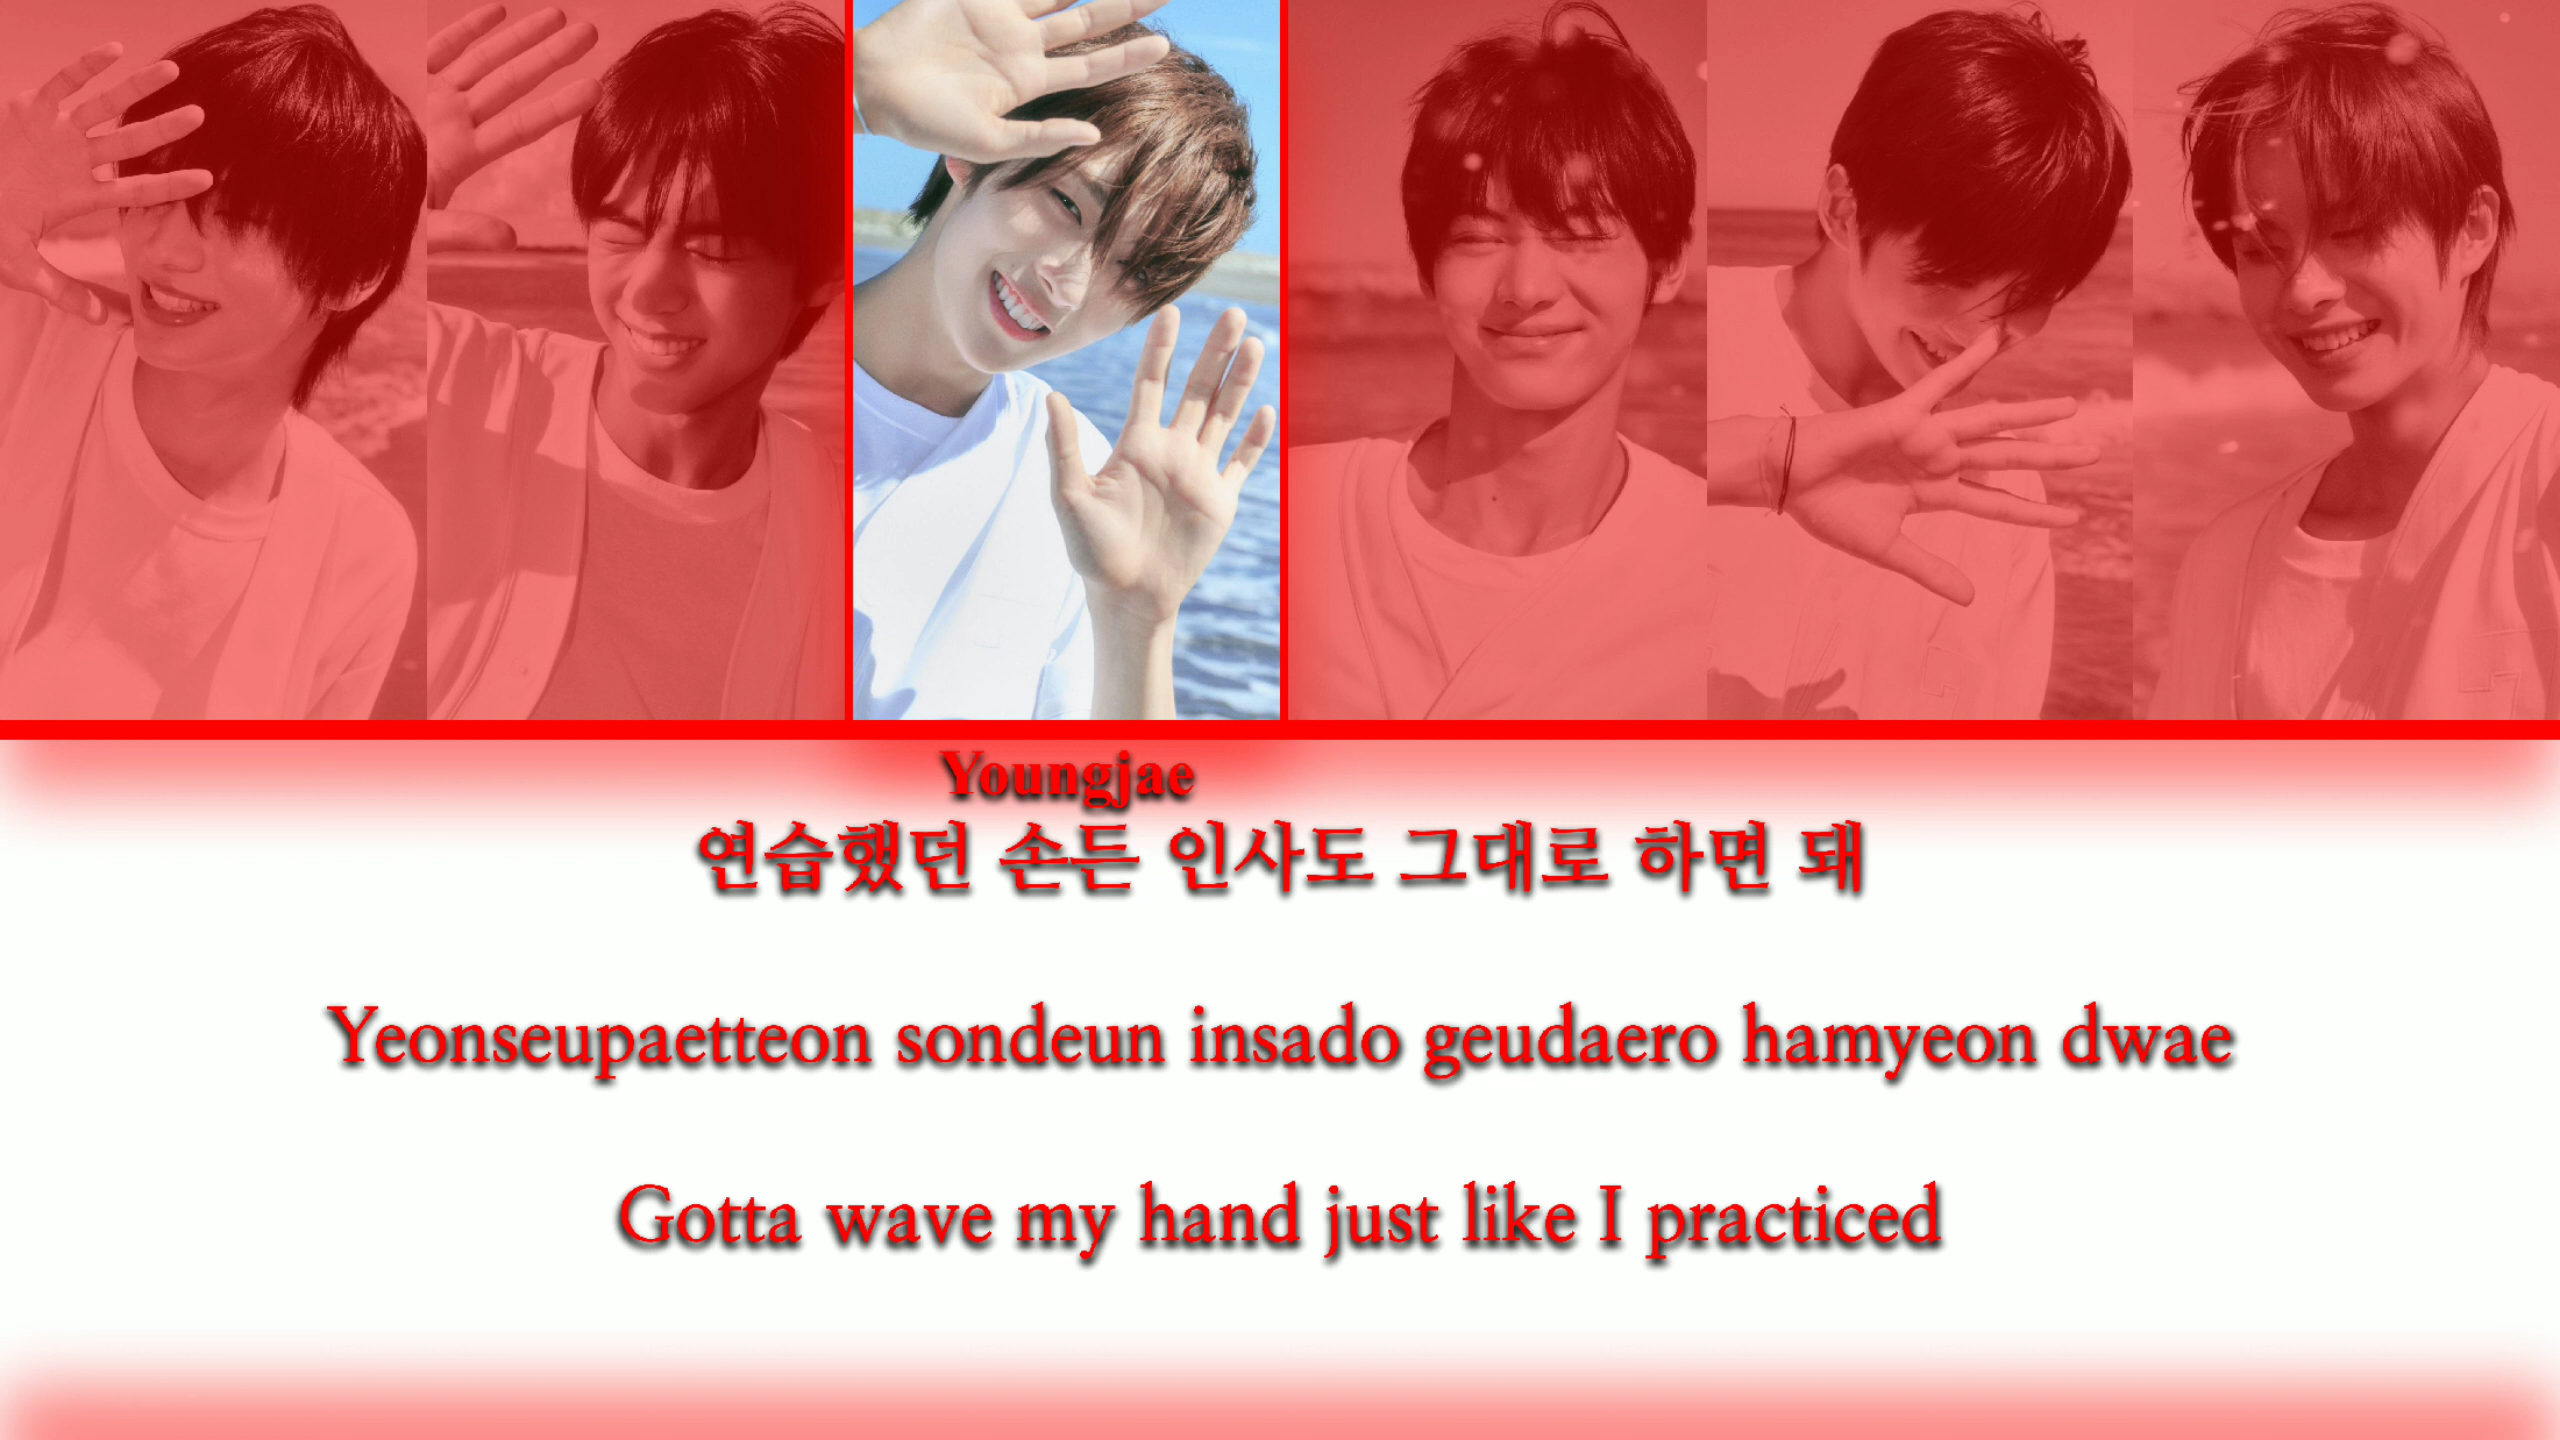 Youngjae
연습했던 손든 인사도 그대로 하면 돼
Yeonseupaetteon sondeun insado geudaero hamyeon dwae
Gotta wave my hand just like I practiced